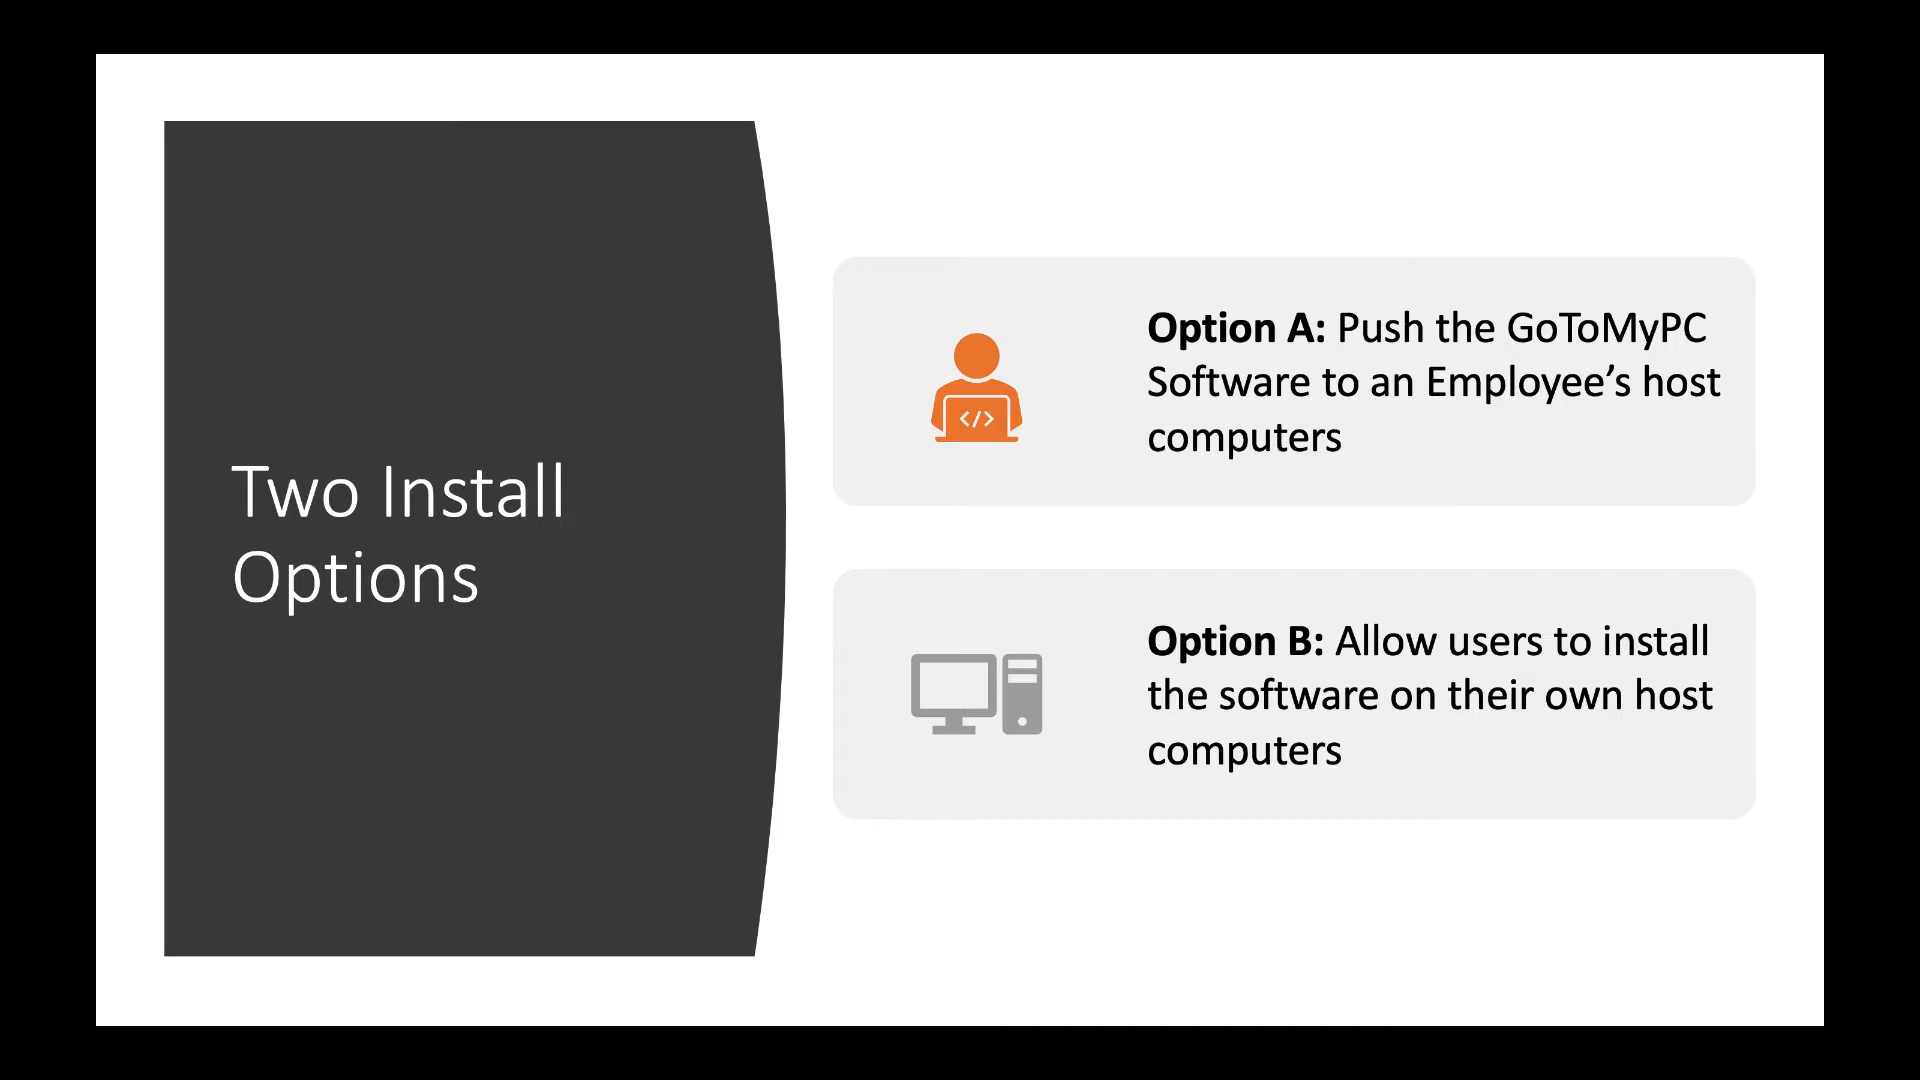 Two Install
Options
Option A: Push the GoToMyPC
Software to an Employee’s host
computers
</>
Option B: Allow users to install
the software on their own host
computers